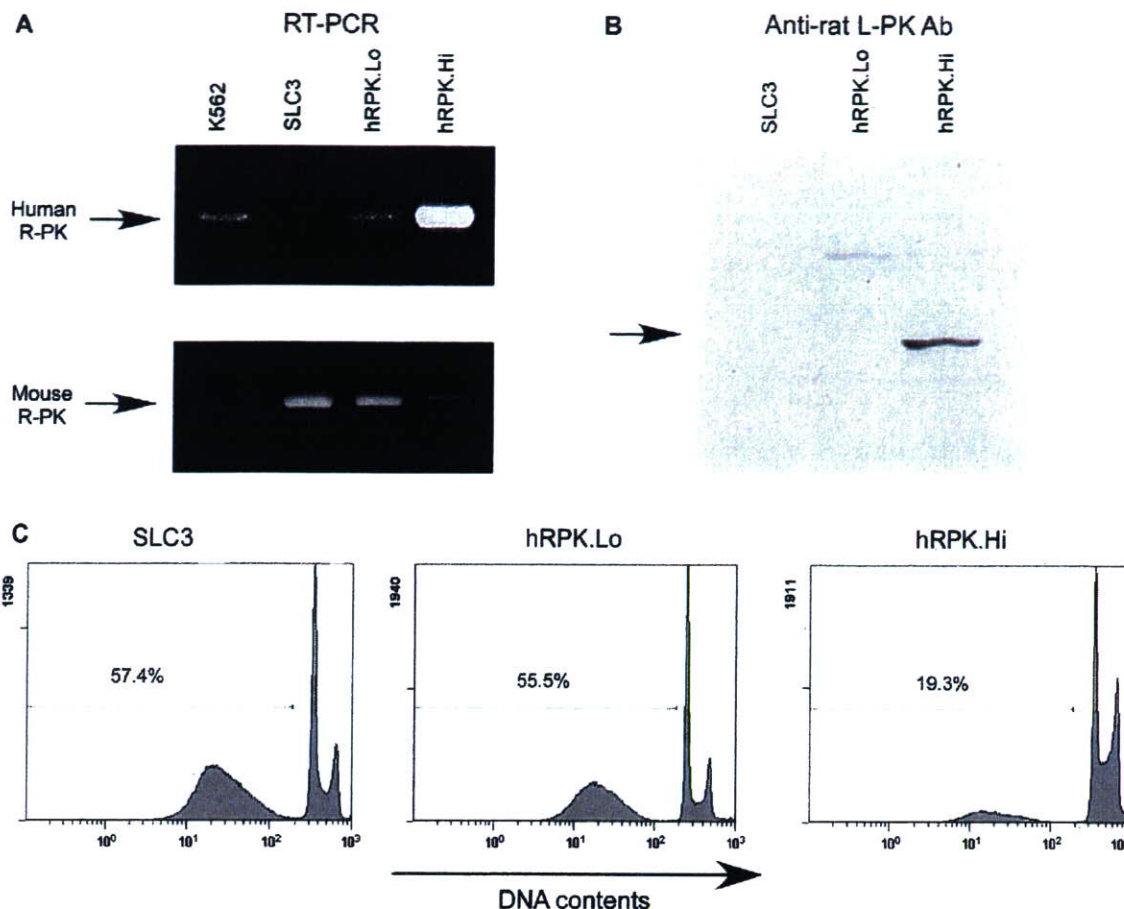 A
RT-PCR
K562
SLC3
hRPK.Lo
hRPK.Hi
Human
R-PK
Mouse
R-PK
B
Anti-rat L-PK Ab
SLC3
hRPK.Lo
hRPK.Hi
C
SLC3
1339
57.4%
10⁰ 10¹ 10² 10³
hRPK.Lo
1940
55.5%
10⁰ 10¹ 10² 10³
hRPK.Hi
1911
19.3%
10⁰ 10¹ 10²
DNA contents